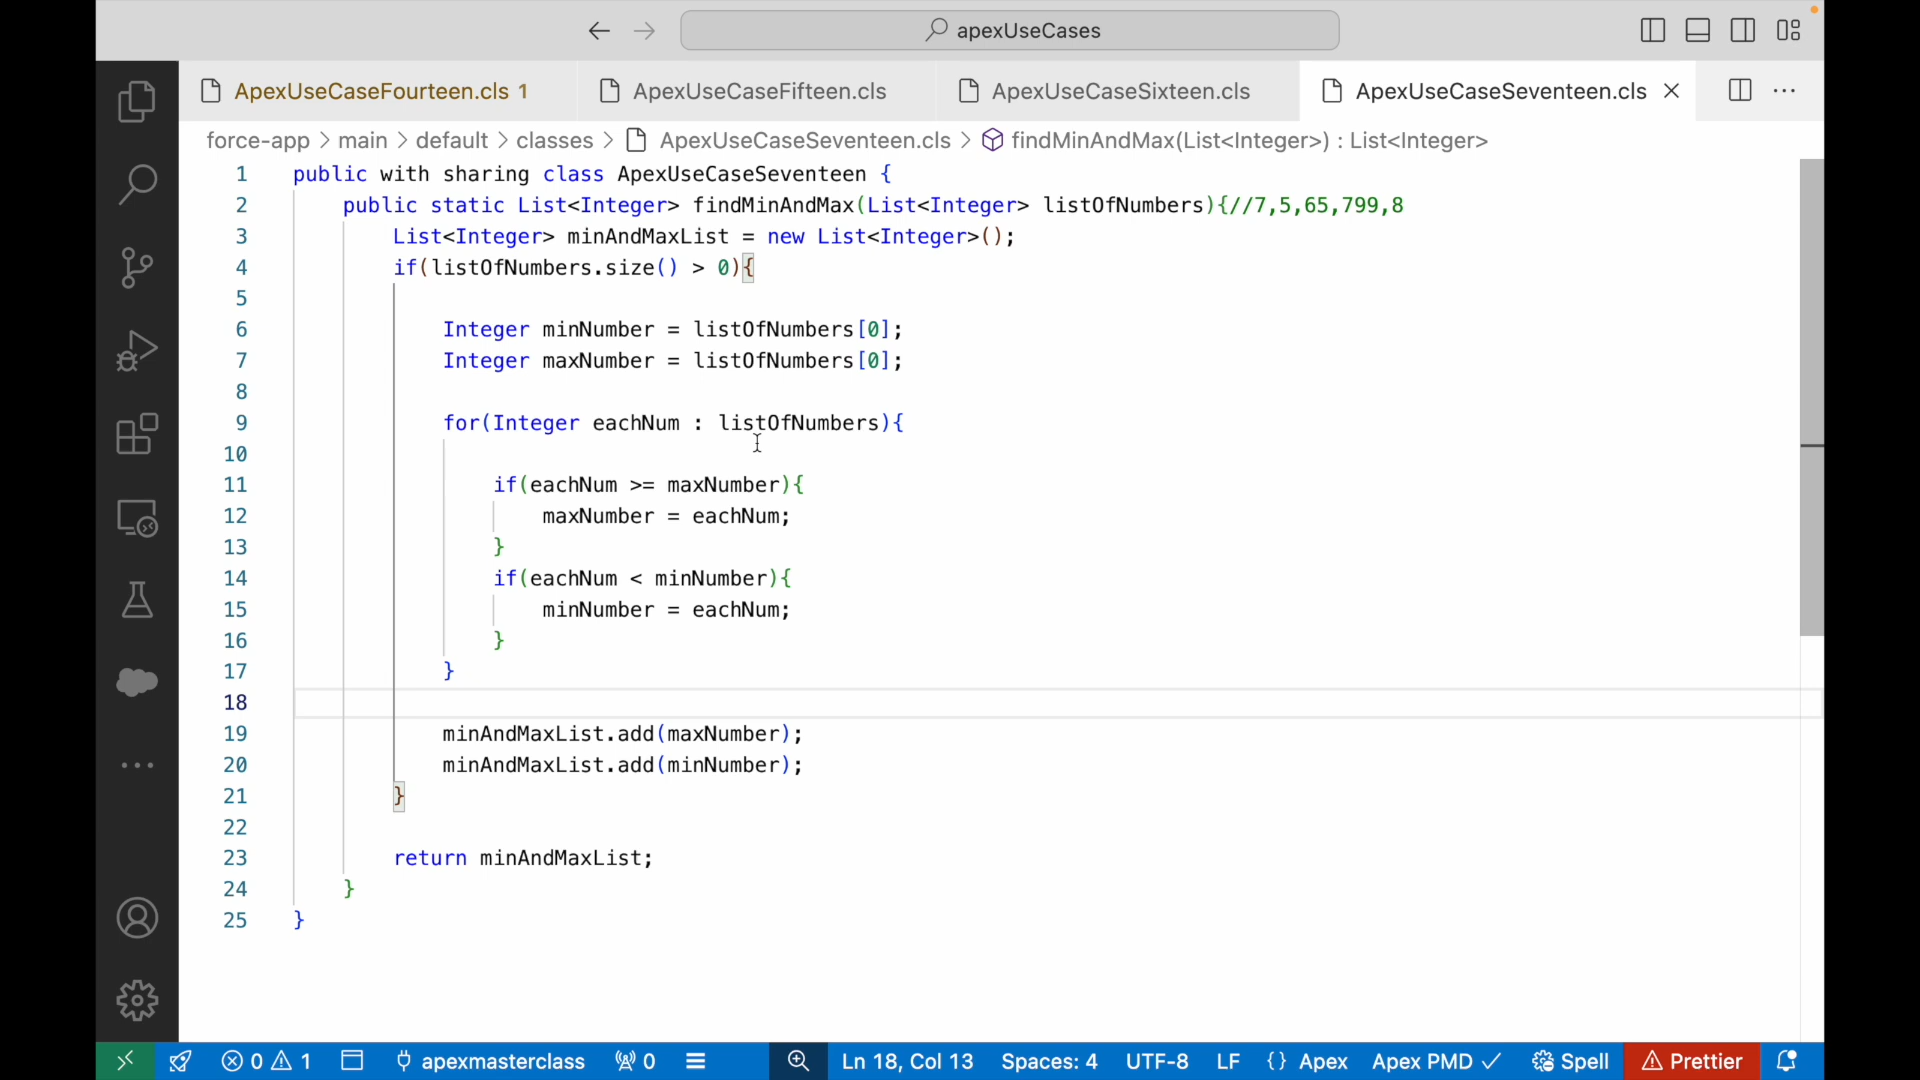 apexUseCases
ApexUseCaseFourteen.cls 1 ApexUseCaseFifteen.cls ApexUseCaseSixteen.cls ApexUseCaseSeventeen.cls
force-app > main > default > classes > ApexUseCaseSeventeen.cls > findMinAndMax(List<Integer>) : List<Integer>
1 public with sharing class ApexUseCaseSeventeen {
2 public static List<Integer> findMinAndMax(List<Integer> listOfNumbers){//7,5,65,799,8
3 List<Integer> minAndMaxList = new List<Integer>();
4 if(listOfNumbers.size() > 0){
5
6 Integer minNumber = listOfNumbers[0];
7 Integer maxNumber = listOfNumbers[0];
8
9 for(Integer eachNum : listOfNumbers){
10
11 if(eachNum >= maxNumber){
12 maxNumber = eachNum;
13 }
14 if(eachNum < minNumber){
15 minNumber = eachNum;
16 }
17 }
18
19 minAndMaxList.add(maxNumber);
20 minAndMaxList.add(minNumber);
21 }
22
23 return minAndMaxList;
24 }
25 }
0 1 apexmasterclass 0 Ln 18, Col 13 Spaces: 4 UTF-8 LF {} Apex Apex PMD ✓ Spell Prettier